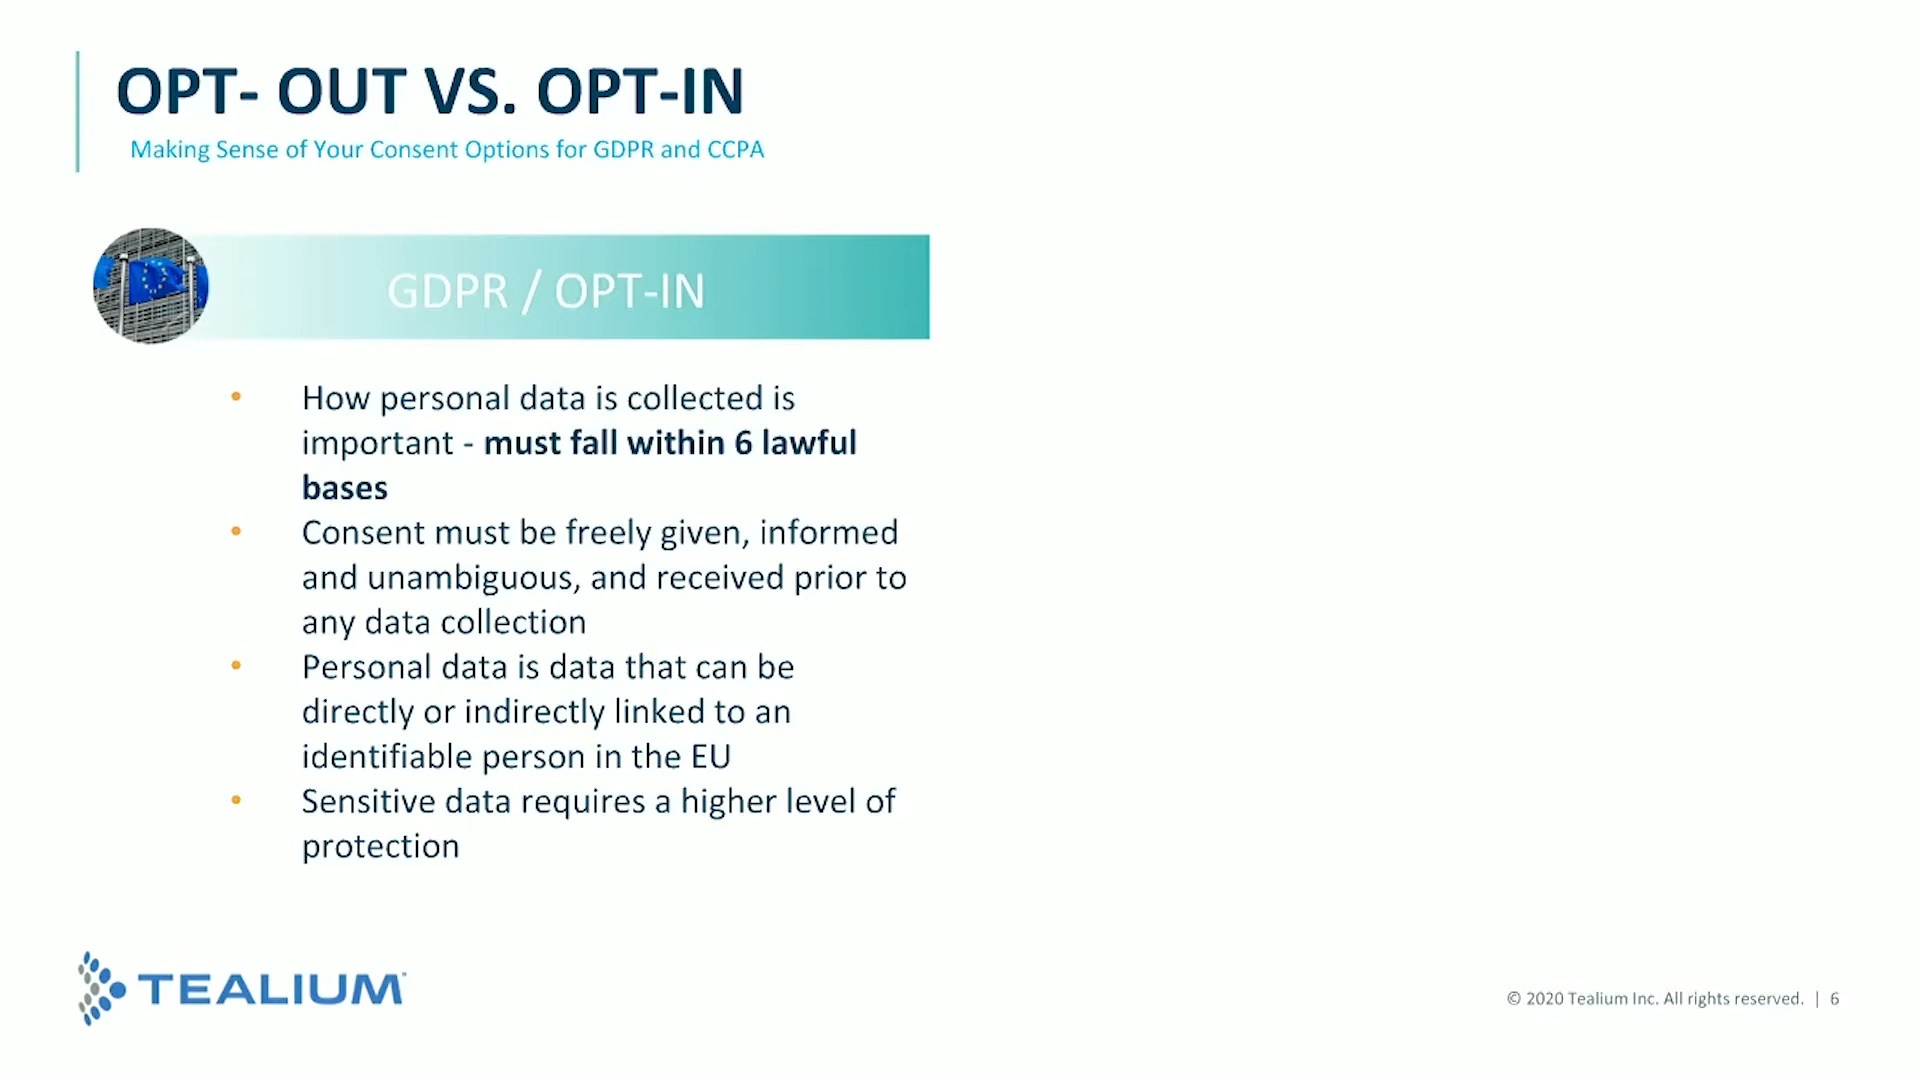 OPT- OUT VS. OPT-IN
Making Sense of Your Consent Options for GDPR and CCPA
GDPR / OPT-IN
• How personal data is collected is
important - must fall within 6 lawful
bases
• Consent must be freely given, informed
and unambiguous, and received prior to
any data collection
• Personal data is data that can be
directly or indirectly linked to an
identifiable person in the EU
• Sensitive data requires a higher level of
protection
TEALIUM
© 2020 Tealium Inc. All rights reserved. | 6